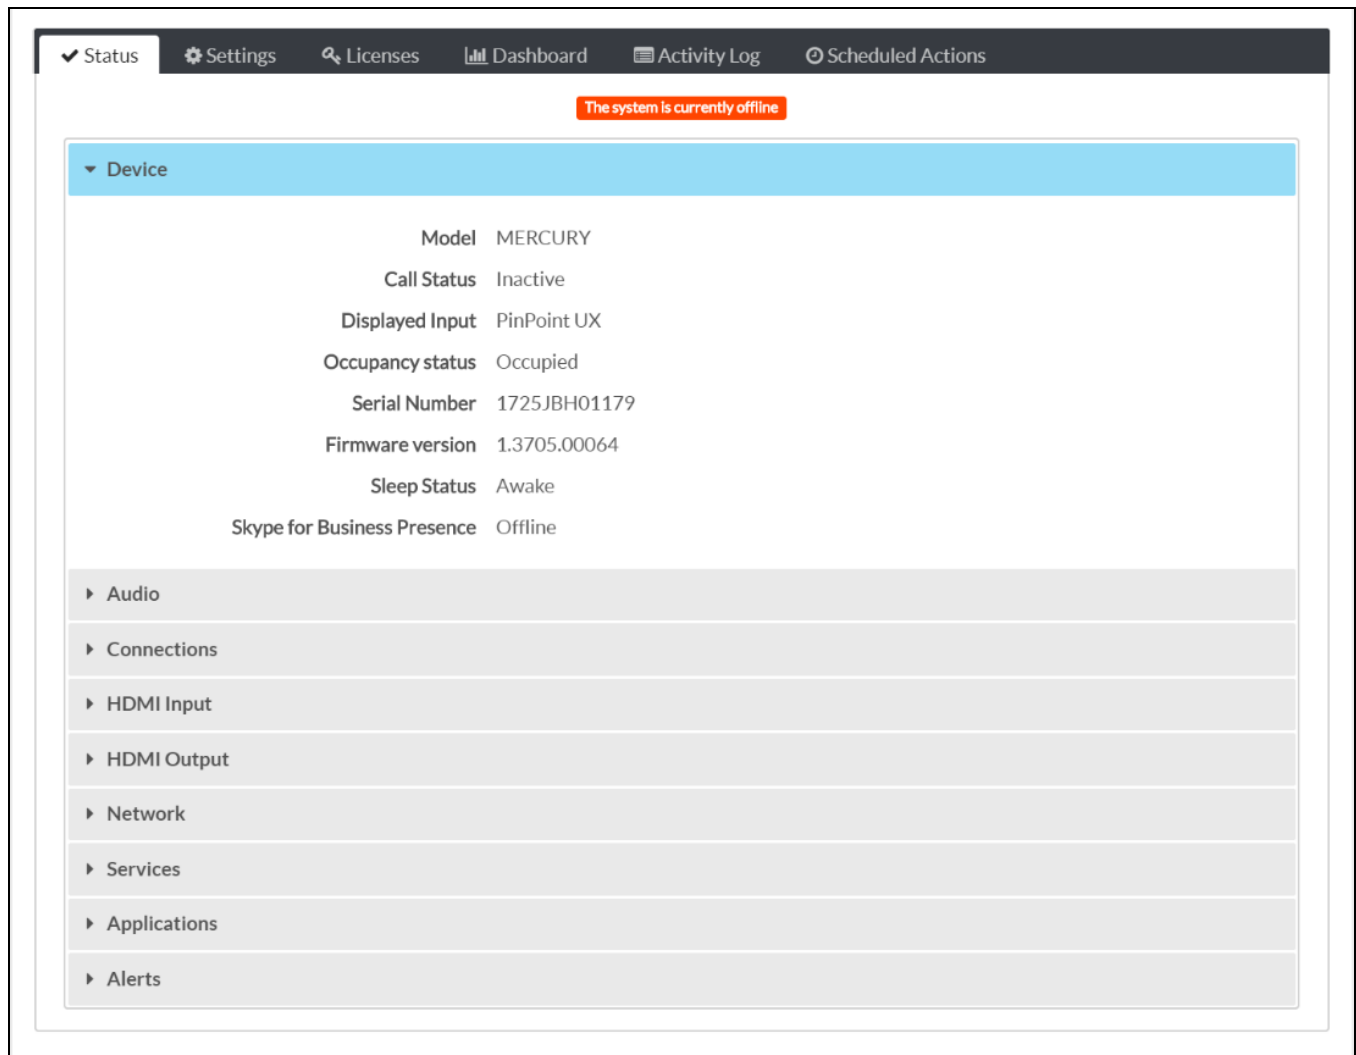 Status Settings Licenses Dashboard Activity Log Scheduled Actions
The system is currently offline
Device
Model MERCURY
Call Status Inactive
Displayed Input PinPoint UX
Occupancy status Occupied
Serial Number 1725JBH01179
Firmware version 1.3705.00064
Sleep Status Awake
Skype for Business Presence Offline
Audio
Connections
HDMI Input
HDMI Output
Network
Services
Applications
Alerts